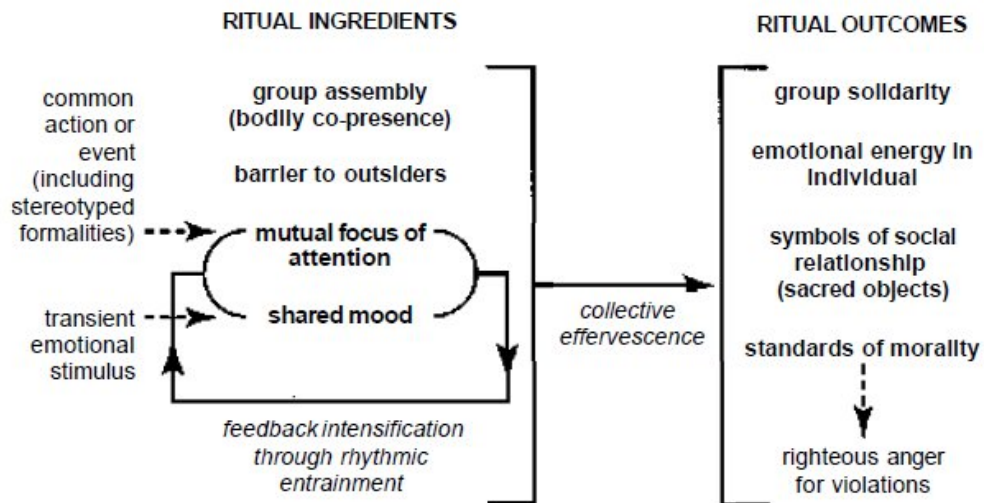 RITUAL INGREDIENTS
group assembly
(bodily co-presence)
barrier to outsiders
common
action or
event
(including
stereotyped
formalities)
mutual focus of
attention
shared mood
transient
emotional
stimulus
feedback intensification
through rhythmic
entrainment
collective
effervescence
RITUAL OUTCOMES
group solidarity
emotional energy in
individual
symbols of social
relationship
(sacred objects)
standards of morality
righteous anger
for violations